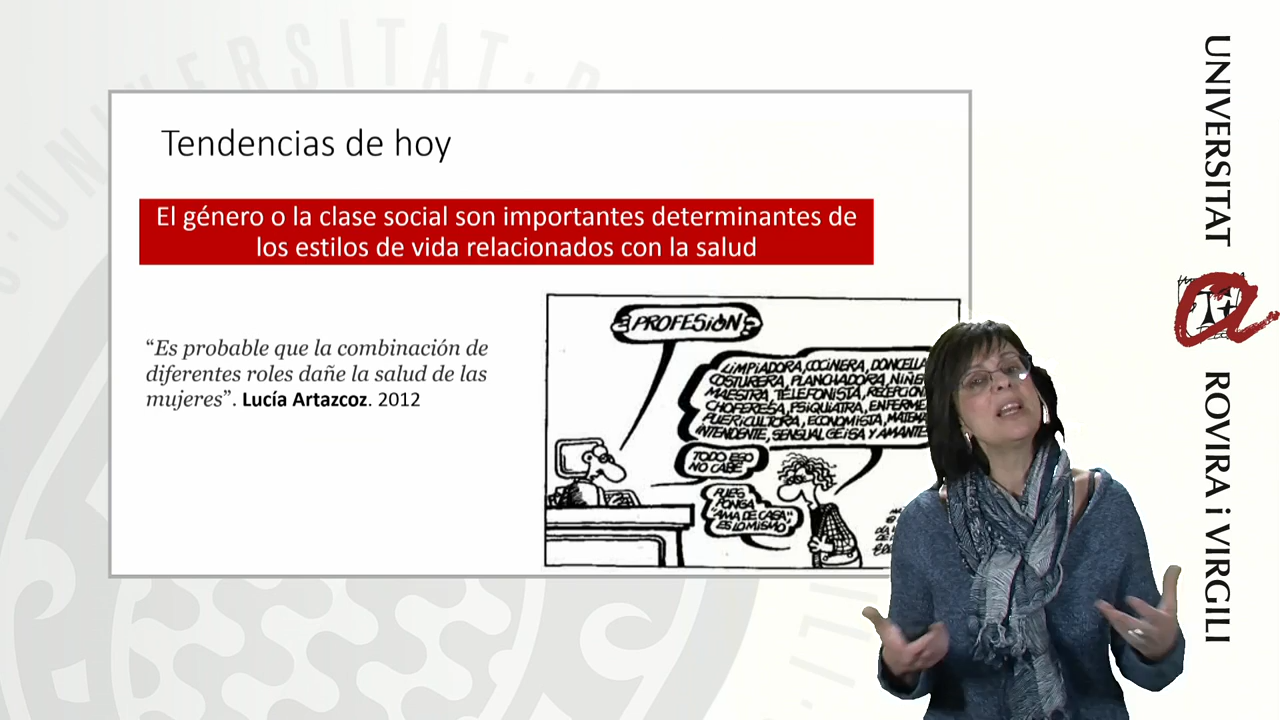 Tendencias de hoy
El género o la clase social son importantes determinantes de
los estilos de vida relacionados con la salud
“Es probable que la combinación de
diferentes roles dañe la salud de las
mujeres”. Lucía Artazcoz. 2012
¿PROFESIÓN?
LIMPIADORA, COCINERA, DONCELLA
COSTURERA, PLANCHADORA, NIÑE
MAESTRA, TELEFONISTA, RECEPCION
CHOFERESA, PSIQUIATRA, ENFERME
PUERICULTORA, ECONOMISTA, MATEM
INTENDENTE, SENSUAL GEISA Y AMANTE
TODO ESO
NO CABE
PUES
PONGA
"AMA DE CASA",
ES LO MISMO
UNIVERSITAT
ROVIRA i VIRGILI
UNIVERSITAT